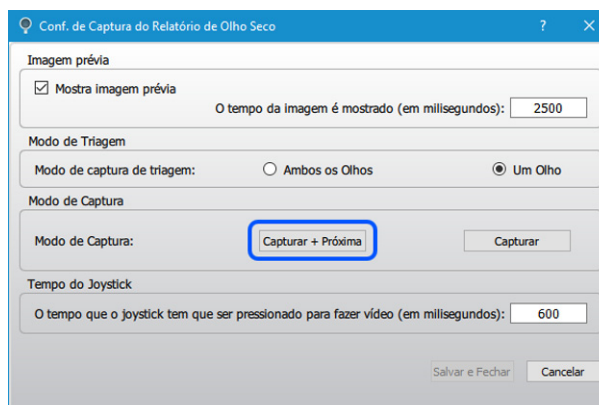 Conf. de Captura do Relatório de Olho Seco ? ✕
Imagem prévia
Mostra imagem prévia
O tempo da imagem é mostrado (em milisegundos): 2500
Modo de Triagem
Modo de captura de triagem: Ambos os Olhos Um Olho
Modo de Captura
Modo de Captura: Capturar + Próxima Capturar
Tempo do Joystick
O tempo que o joystick tem que ser pressionado para fazer vídeo (em milisegundos): 600
Salvar e Fechar Cancelar